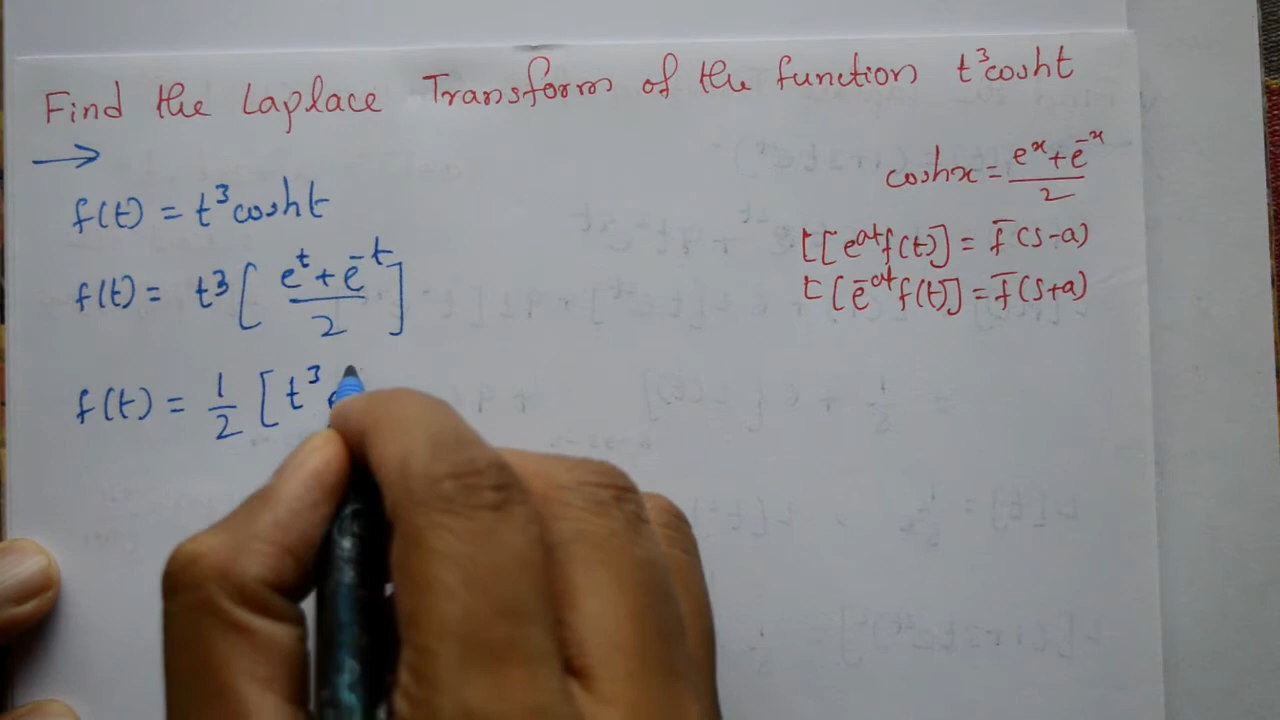 Find the Laplace Transform of the function t³cosht
→
coshx = (eˣ + e⁻ˣ)/2
f(t) = t³cosht
Ł[eᵃᵗf(t)] = f̄(s-a)
f(t) = t³[(eᵗ + e⁻ᵗ)/2]
Ł[e⁻ᵃᵗf(t)] = f̄(s+a)
f(t) = 1/2 [t³